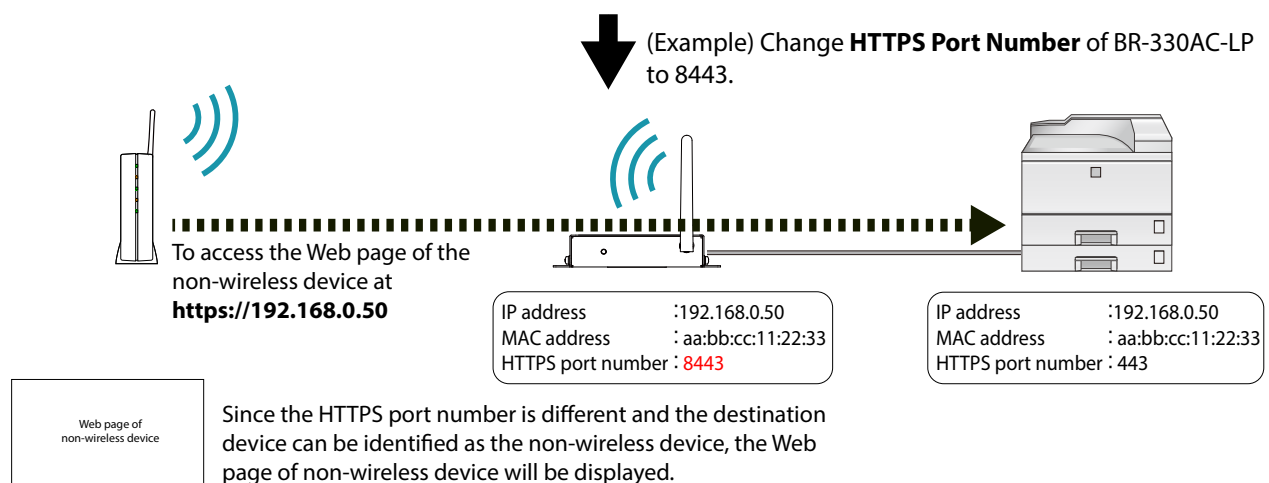 (Example) Change HTTPS Port Number of BR-330AC-LP
to 8443.
To access the Web page of the
non-wireless device at
https://192.168.0.50
IP address :192.168.0.50
MAC address : aa:bb:cc:11:22:33
HTTPS port number : 8443
IP address :192.168.0.50
MAC address : aa:bb:cc:11:22:33
HTTPS port number : 443
Web page of
non-wireless device
Since the HTTPS port number is different and the destination
device can be identified as the non-wireless device, the Web
page of non-wireless device will be displayed.